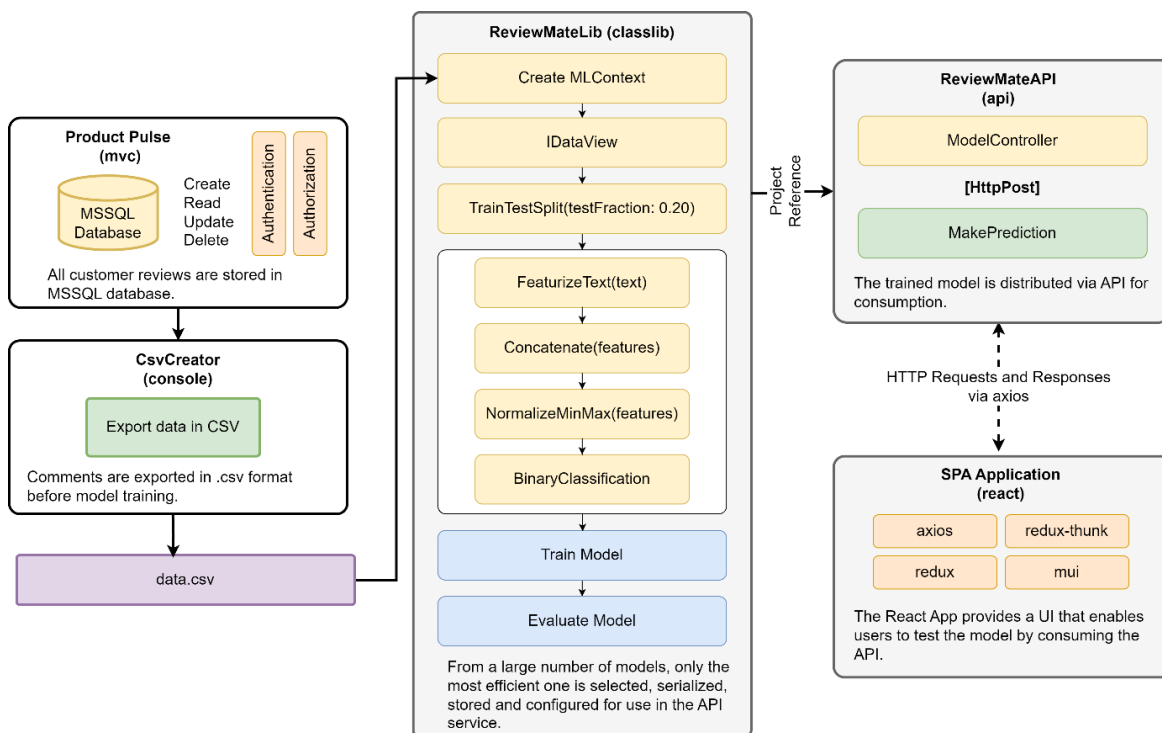 Product Pulse
(mvc)
MSSQL
Database
Create
Read
Update
Delete
Authentication
Authorization
All customer reviews are stored in
MSSQL database.
CsvCreator
(console)
Export data in CSV
Comments are exported in .csv format
before model training.
data.csv
ReviewMateLib (classlib)
Create MLContext
IDataView
TrainTestSplit(testFraction: 0.20)
FeaturizeText(text)
Concatenate(features)
NormalizeMinMax(features)
BinaryClassification
Train Model
Evaluate Model
From a large number of models, only the
most efficient one is selected, serialized,
stored and configured for use in the API
service.
Project
Reference
ReviewMateAPI
(api)
ModelController
[HttpPost]
MakePrediction
The trained model is distributed via API for
consumption.
HTTP Requests and Responses
via axios
SPA Application
(react)
axios
redux-thunk
redux
mui
The React App provides a UI that enables
users to test the model by consuming the
API.